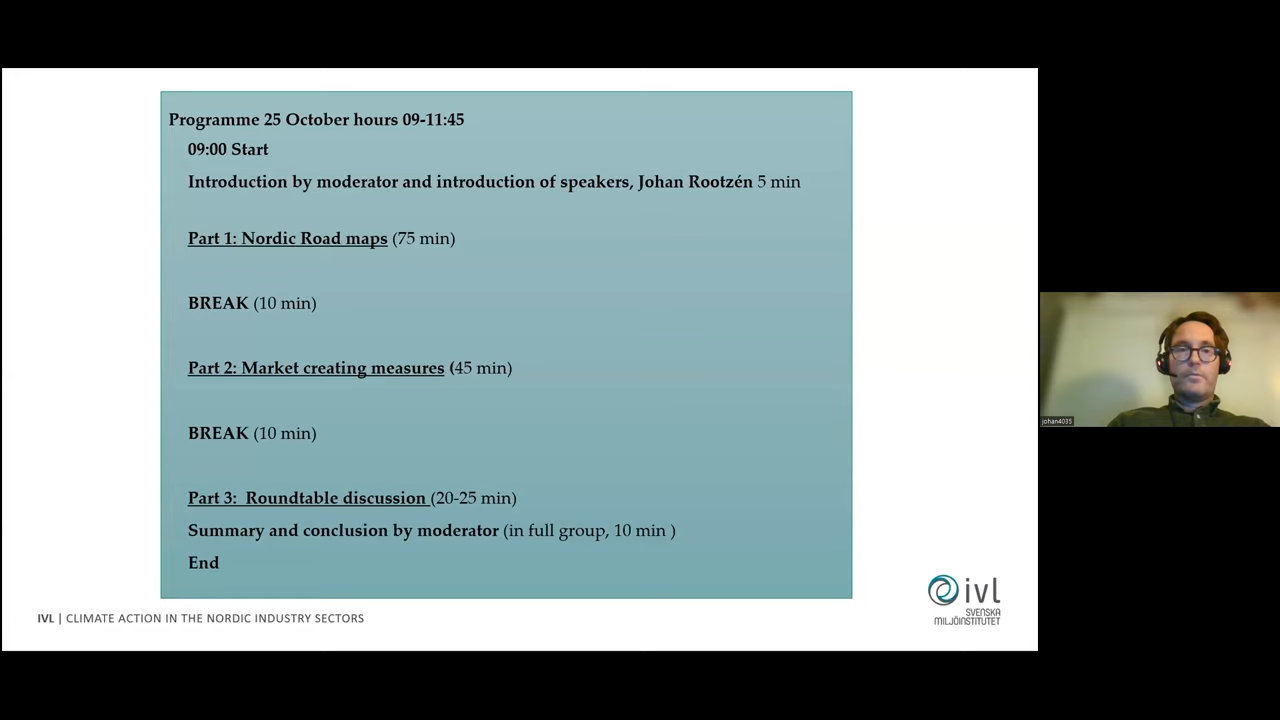 Programme 25 October hours 09-11:45
09:00 Start
Introduction by moderator and introduction of speakers, Johan Rootzén 5 min
Part 1: Nordic Road maps (75 min)
BREAK (10 min)
Part 2: Market creating measures (45 min)
BREAK (10 min)
Part 3:  Roundtable discussion (20-25 min)
Summary and conclusion by moderator (in full group, 10 min )
End
IVL | CLIMATE ACTION IN THE NORDIC INDUSTRY SECTORS
ivl
SVENSKA
MILJÖINSTITUTET
johan4035